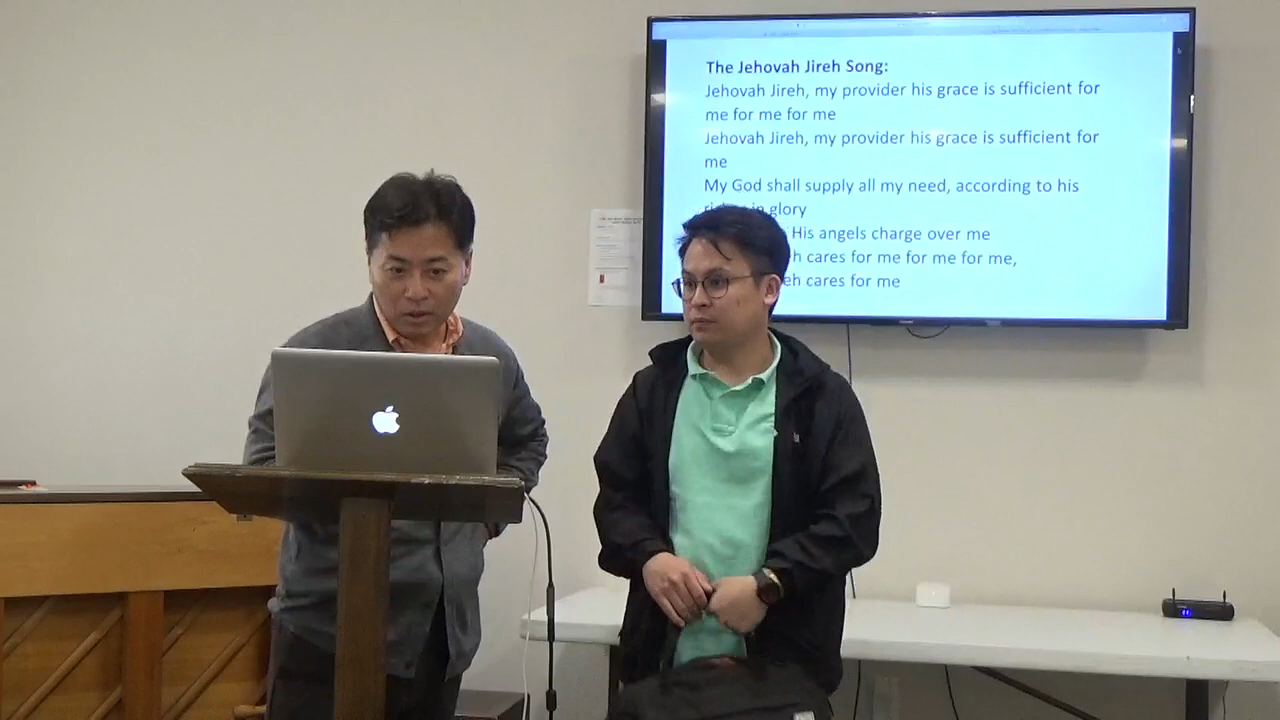 The Jehovah Jireh Song:
Jehovah Jireh, my provider his grace is sufficient for
me for me for me
Jehovah Jireh, my provider his grace is sufficient for
me
My God shall supply all my need, according to his
in glory
His angels charge over me
cares for me for me for me,
cares for me